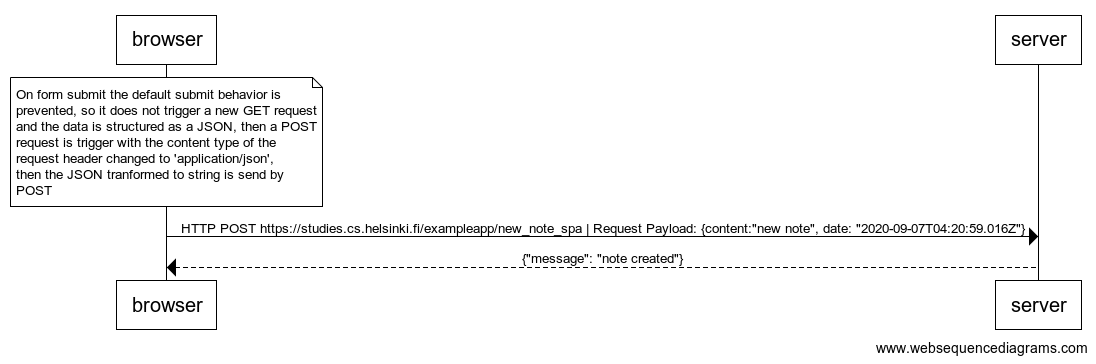 browser
server
On form submit the default submit behavior is
prevented, so it does not trigger a new GET request
and the data is structured as a JSON, then a POST
request is trigger with the content type of the
request header changed to 'application/json',
then the JSON tranformed to string is send by
POST
HTTP POST https://studies.cs.helsinki.fi/exampleapp/new_note_spa | Request Payload: {content:"new note", date: "2020-09-07T04:20:59.016Z"}
{"message": "note created"}
browser
server
www.websequencediagrams.com